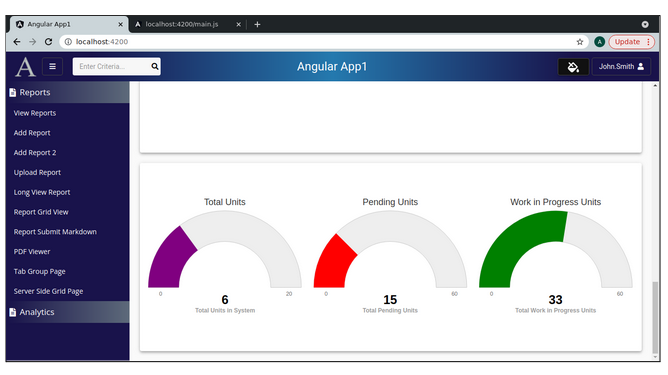 Angular App1
localhost:4200/main.js
localhost:4200
A
Update
A
Enter Criteria...
Angular App1
John.Smith
Reports
View Reports
Add Report
Add Report 2
Upload Report
Long View Report
Report Grid View
Report Submit Markdown
PDF Viewer
Tab Group Page
Server Side Grid Page
Analytics
Total Units
0
6
20
Total Units in System
Pending Units
0
15
60
Total Pending Units
Work in Progress Units
0
33
60
Total Work in Progress Units